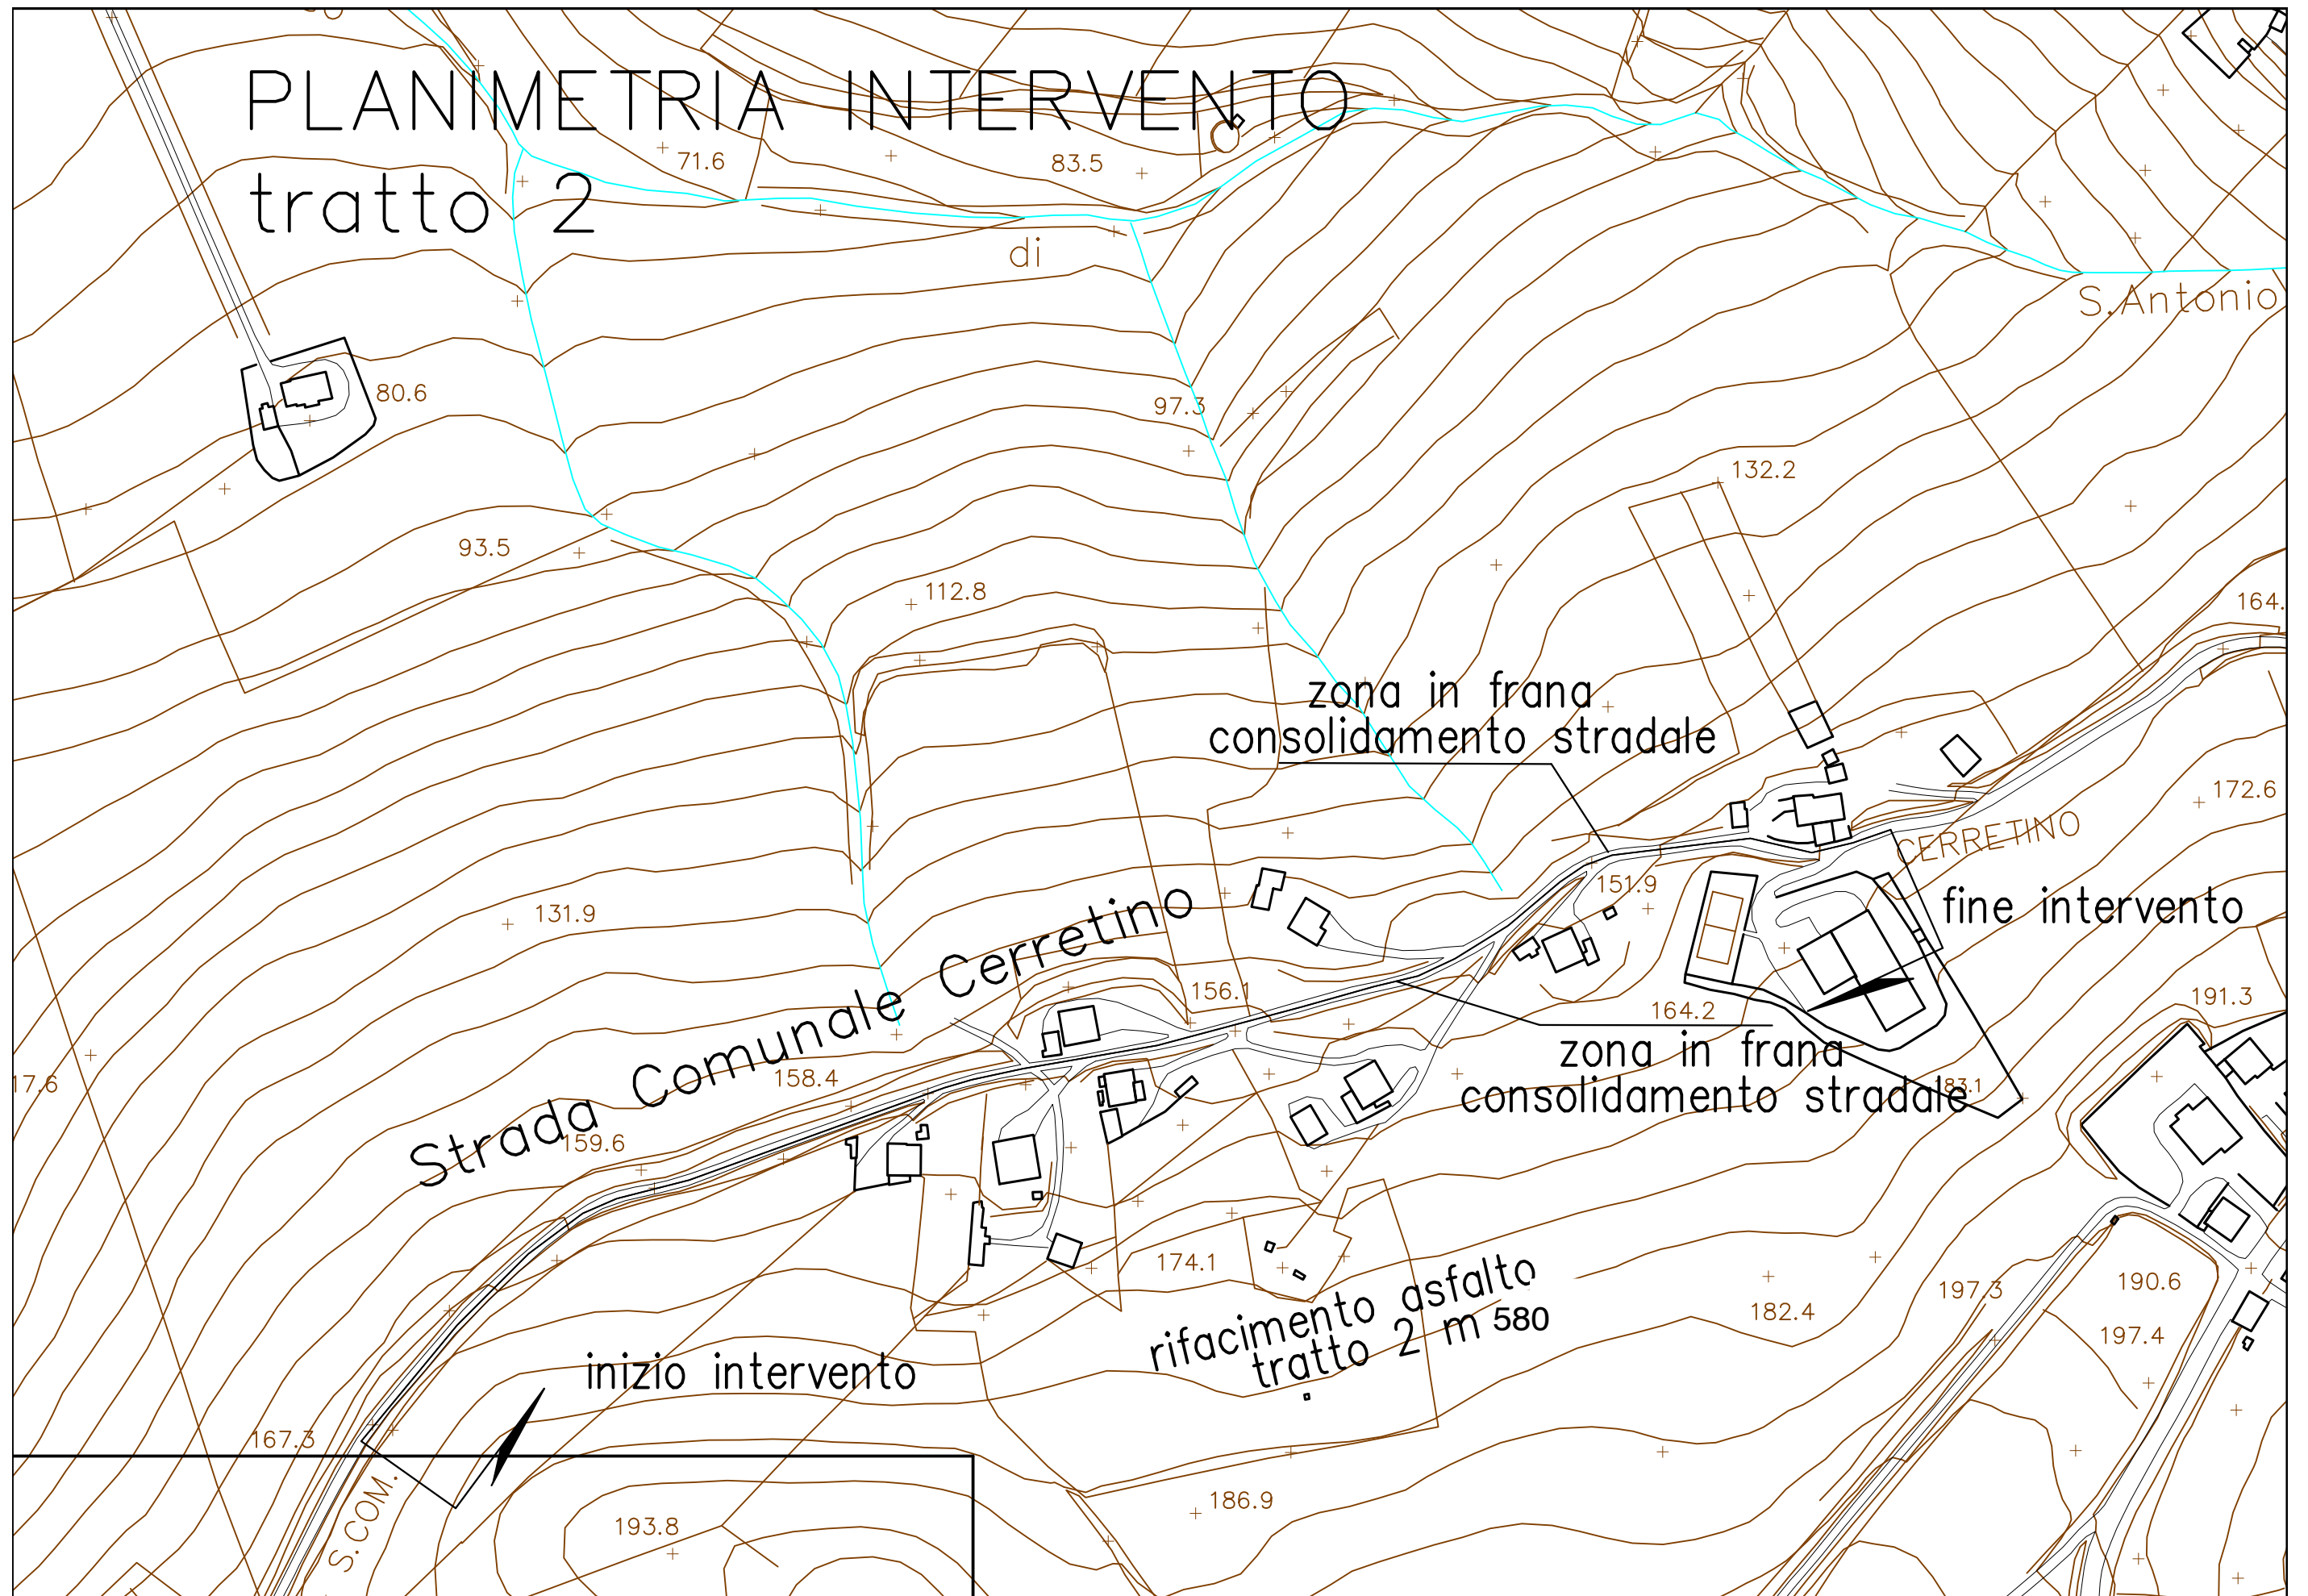 PLANIMETRIA INTERVENTO
tratto 2
71.6
83.5
di
S.Antonio
80.6
97.3
132.2
93.5
112.8
164.
zona in frana
consolidamento stradale
172.6
CERRETINO
151.9
fine intervento
131.9
Strada Comunale Cerretino
156.1
164.2
191.3
zona in frana
consolidamento stradale
183.1
17.6
158.4
159.6
174.1
rifacimento asfalto
tratto 2 m 580
182.4
197.3
190.6
197.4
inizio intervento
167.3
S.COM.
186.9
193.8